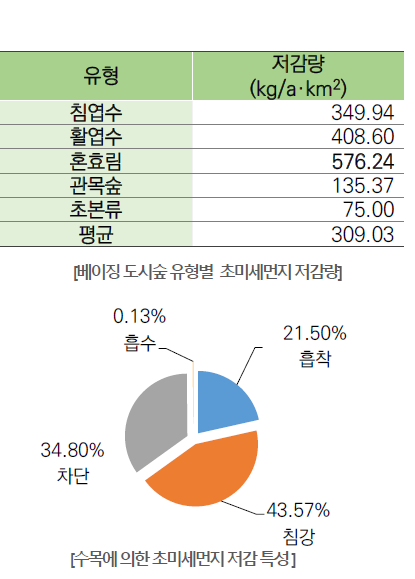 유형 저감량
(kg/a·km²)
침엽수 349.94
활엽수 408.60
혼효림 576.24
관목숲 135.37
초본류 75.00
평균 309.03
[베이징 도시숲 유형별 초미세먼지 저감량]
0.13%
흡수
21.50%
흡착
34.80%
차단
43.57%
침강
[수목에 의한 초미세먼지 저감 특성]